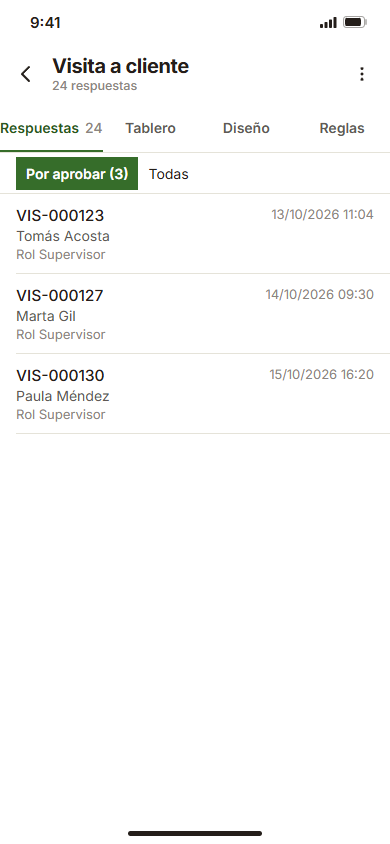 9:41
Visita a cliente
24 respuestas
Respuestas 24 Tablero Diseño Reglas
Por aprobar (3) Todas
VIS-000123 13/10/2026 11:04
Tomás Acosta
Rol Supervisor
VIS-000127 14/10/2026 09:30
Marta Gil
Rol Supervisor
VIS-000130 15/10/2026 16:20
Paula Méndez
Rol Supervisor